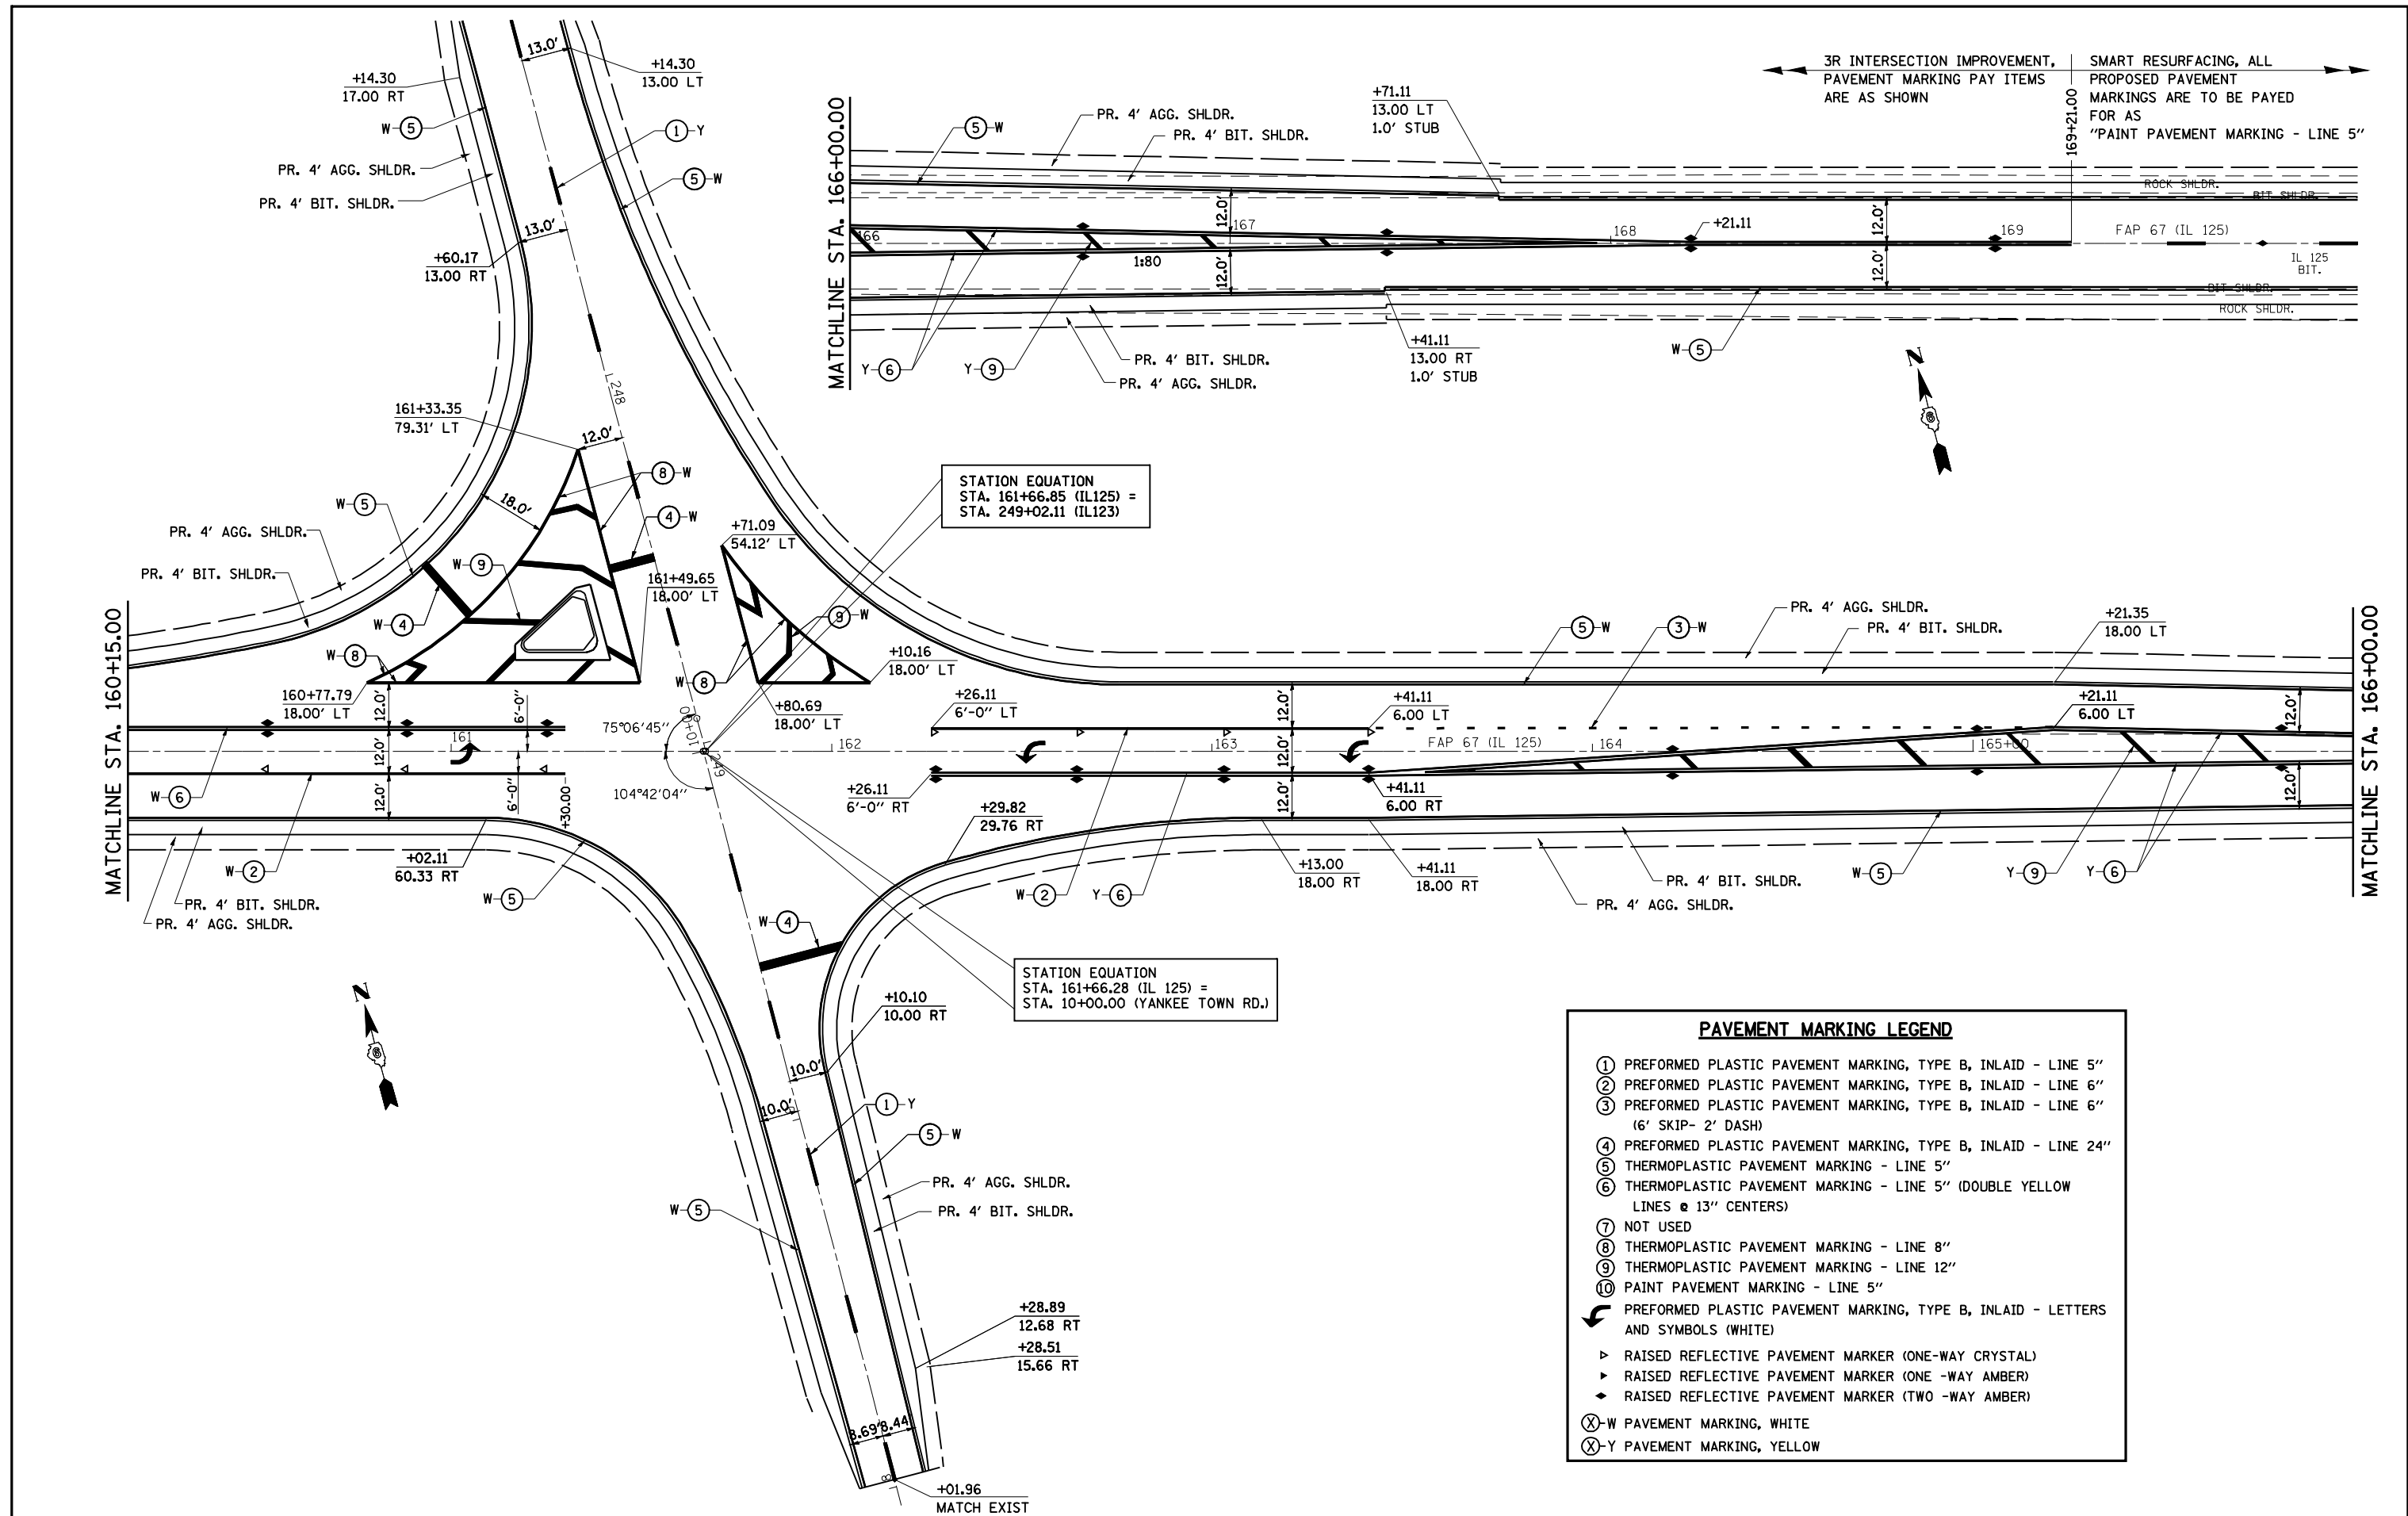 13.0'
+14.30
13.00 LT
+14.30
17.00 RT
W-5
1-Y
5-W
PR. 4' AGG. SHLDR.
PR. 4' BIT. SHLDR.
13.0'
+60.17
13.00 RT
248
161+33.35
79.31' LT
12.0'
8-W
W-5
18.0'
4-W
PR. 4' AGG. SHLDR.
W-9
PR. 4' BIT. SHLDR.
161+49.65
18.00' LT
W-4
W-8
+71.09
54.12' LT
9-W
W-8
+10.16
18.00' LT
+80.69
18.00' LT
STATION EQUATION
STA. 161+66.85 (IL125) =
STA. 249+02.11 (IL123)
MATCHLINE STA. 166+00.00
5-W
PR. 4' AGG. SHLDR.
PR. 4' BIT. SHLDR.
+71.11
13.00 LT
1.0' STUB
3R INTERSECTION IMPROVEMENT,
PAVEMENT MARKING PAY ITEMS
ARE AS SHOWN
169+21.00
SMART RESURFACING, ALL
PROPOSED PAVEMENT
MARKINGS ARE TO BE PAYED
FOR AS
"PAINT PAVEMENT MARKING - LINE 5"
ROCK SHLDR.
BIT SHLDR.
166
12.0'
167
168
+21.11
12.0'
169
FAP 67 (IL 125)
1:80
12.0'
12.0'
IL 125
BIT.
BIT SHLDR.
ROCK SHLDR.
Y-6
Y-9
PR. 4' BIT. SHLDR.
PR. 4' AGG. SHLDR.
+41.11
13.00 RT
1.0' STUB
W-5
N
MATCHLINE STA. 160+15.00
160+77.79
18.00' LT
12.0'
6'-0"
161
12.0'
W-6
12.0'
6'-0"
+30.00
W-2
+02.11
60.33 RT
W-5
PR. 4' BIT. SHLDR.
PR. 4' AGG. SHLDR.
75°06'45"
104°42'04"
10+00
249
162
+26.11
6'-0" LT
+41.11
6.00 LT
12.0'
12.0'
163
FAP 67 (IL 125)
164
165+00
5-W
3-W
PR. 4' AGG. SHLDR.
PR. 4' BIT. SHLDR.
+21.35
18.00 LT
+21.11
6.00 LT
12.0'
MATCHLINE STA. 166+00.00
+26.11
6'-0" RT
+29.82
29.76 RT
12.0'
+41.11
6.00 RT
12.0'
W-2
Y-6
+13.00
18.00 RT
+41.11
18.00 RT
PR. 4' BIT. SHLDR.
PR. 4' AGG. SHLDR.
W-5
Y-9
Y-6
W-4
N
STATION EQUATION
STA. 161+66.28 (IL 125) =
STA. 10+00.00 (YANKEE TOWN RD.)
+10.10
10.00 RT
10.0'
10.0'
1-Y
5-W
PR. 4' AGG. SHLDR.
PR. 4' BIT. SHLDR.
W-5
+28.89
12.68 RT
+28.51
15.66 RT
8.69'
8.44
8
+01.96
MATCH EXIST
PAVEMENT MARKING LEGEND
1 PREFORMED PLASTIC PAVEMENT MARKING, TYPE B, INLAID - LINE 5"
2 PREFORMED PLASTIC PAVEMENT MARKING, TYPE B, INLAID - LINE 6"
3 PREFORMED PLASTIC PAVEMENT MARKING, TYPE B, INLAID - LINE 6"
(6' SKIP- 2' DASH)
4 PREFORMED PLASTIC PAVEMENT MARKING, TYPE B, INLAID - LINE 24"
5 THERMOPLASTIC PAVEMENT MARKING - LINE 5"
6 THERMOPLASTIC PAVEMENT MARKING - LINE 5" (DOUBLE YELLOW
LINES @ 13" CENTERS)
7 NOT USED
8 THERMOPLASTIC PAVEMENT MARKING - LINE 8"
9 THERMOPLASTIC PAVEMENT MARKING - LINE 12"
10 PAINT PAVEMENT MARKING - LINE 5"
PREFORMED PLASTIC PAVEMENT MARKING, TYPE B, INLAID - LETTERS
AND SYMBOLS (WHITE)
RAISED REFLECTIVE PAVEMENT MARKER (ONE-WAY CRYSTAL)
RAISED REFLECTIVE PAVEMENT MARKER (ONE -WAY AMBER)
RAISED REFLECTIVE PAVEMENT MARKER (TWO -WAY AMBER)
X-W PAVEMENT MARKING, WHITE
X-Y PAVEMENT MARKING, YELLOW